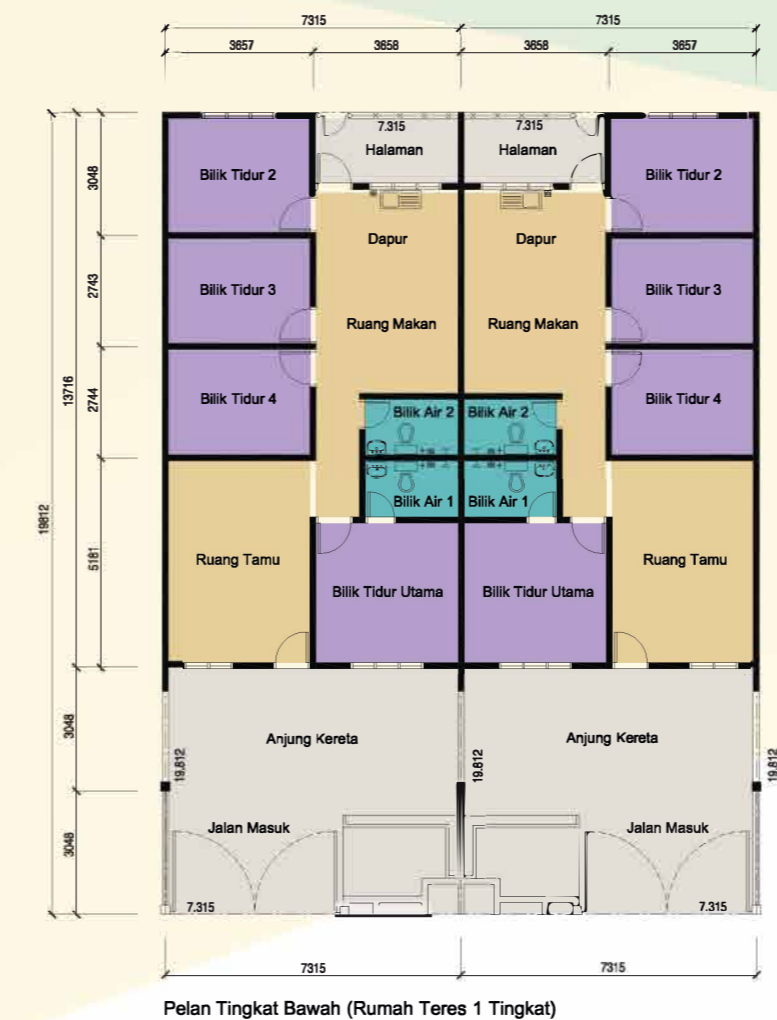 7315 7315
3657 3658 3658 3657
7.315 7.315
Halaman Halaman
3048
Bilik Tidur 2 Bilik Tidur 2
Dapur Dapur
2743
Bilik Tidur 3 Bilik Tidur 3
Ruang Makan Ruang Makan
13716
2744
Bilik Tidur 4 Bilik Tidur 4
Bilik Air 2 Bilik Air 2
Bilik Air 1 Bilik Air 1
19812
5181
Ruang Tamu Ruang Tamu
Bilik Tidur Utama Bilik Tidur Utama
3048
Anjung Kereta Anjung Kereta
19.812 19.812 19.812
3048
Jalan Masuk Jalan Masuk
7.315 7.315
7315 7315
Pelan Tingkat Bawah (Rumah Teres 1 Tingkat)